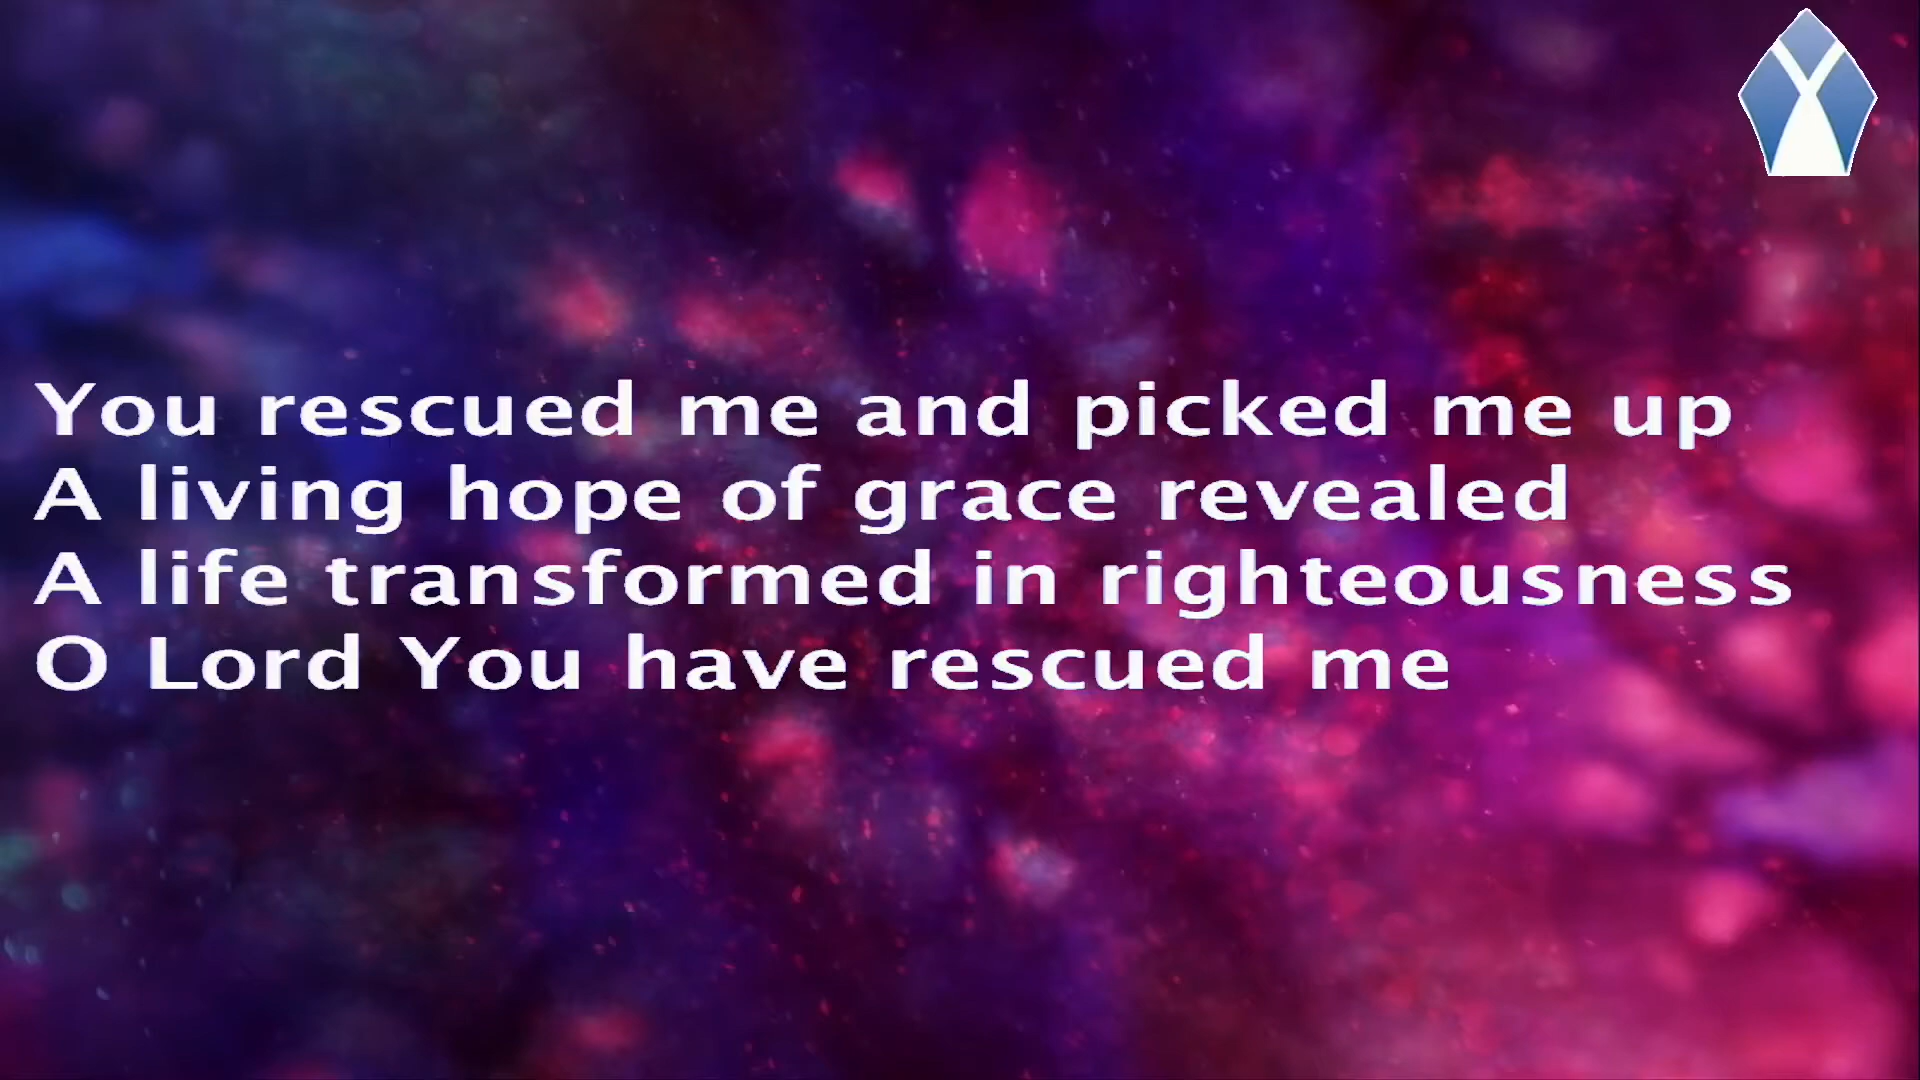 You rescued me and picked me up
A living hope of grace revealed
A life transformed in righteousness
O Lord You have rescued me